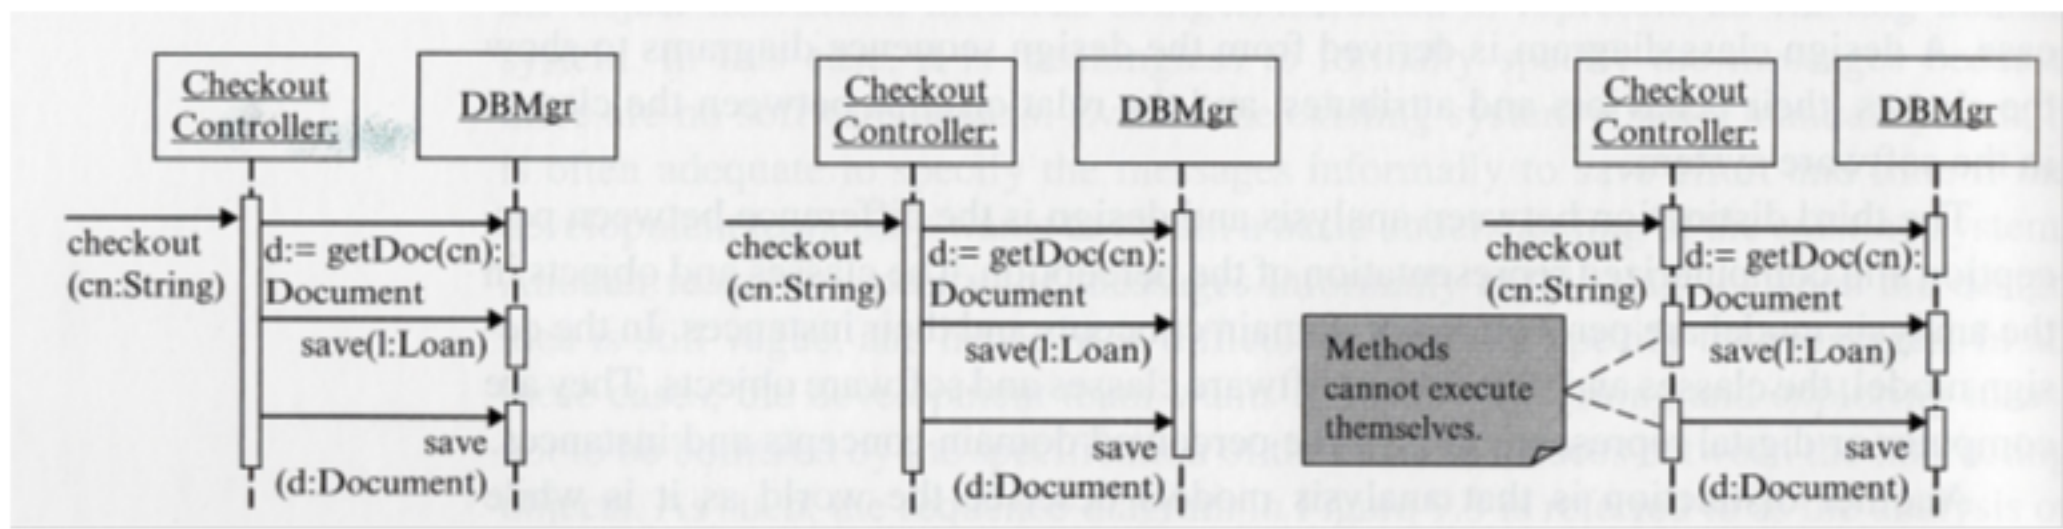 Checkout
Controller:
DBMgr
checkout
(cn:String)
d:= getDoc(cn):
Document
save(l:Loan)
save
(d:Document)
Checkout
Controller:
DBMgr
checkout
(cn:String)
d:= getDoc(cn):
Document
save(l:Loan)
save
(d:Document)
Methods
cannot execute
themselves.
Checkout
Controller:
DBMgr
checkout
(cn:String)
d:= getDoc(cn):
Document
save(l:Loan)
save
(d:Document)